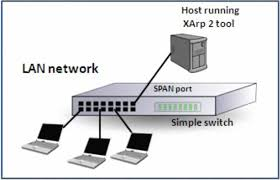 Host running
XArp 2 tool
LAN network
SPAN port
Simple switch